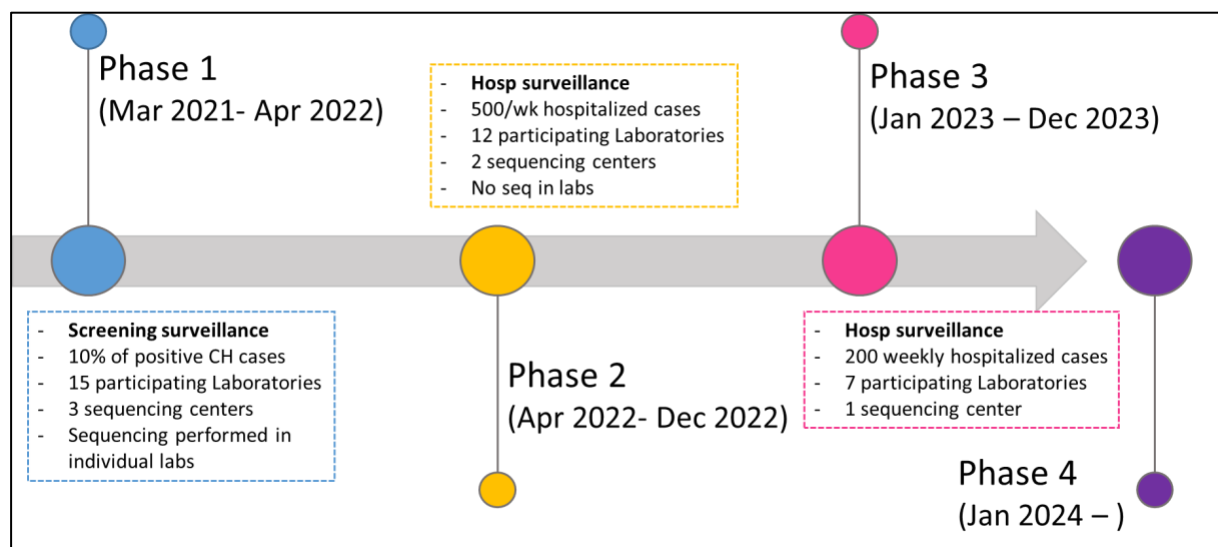 Phase 1
(Mar 2021- Apr 2022)
- Screening surveillance
- 10% of positive CH cases
- 15 participating Laboratories
- 3 sequencing centers
- Sequencing performed in
individual labs
- Hosp surveillance
- 500/wk hospitalized cases
- 12 participating Laboratories
- 2 sequencing centers
- No seq in labs
Phase 2
(Apr 2022- Dec 2022)
Phase 3
(Jan 2023 – Dec 2023)
- Hosp surveillance
- 200 weekly hospitalized cases
- 7 participating Laboratories
- 1 sequencing center
Phase 4
(Jan 2024 – )